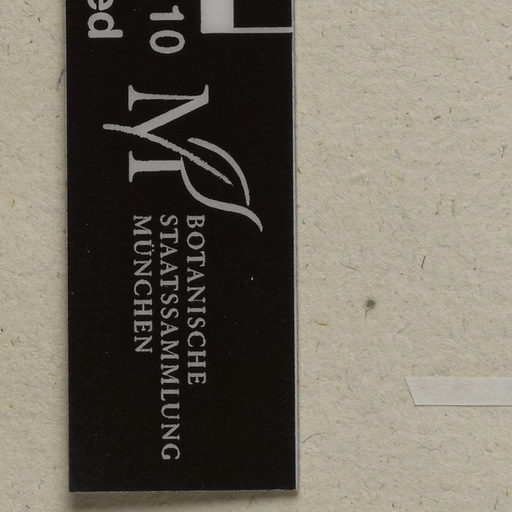 10
ed
BOTANISCHE
STAATSSAMMLUNG
MÜNCHEN